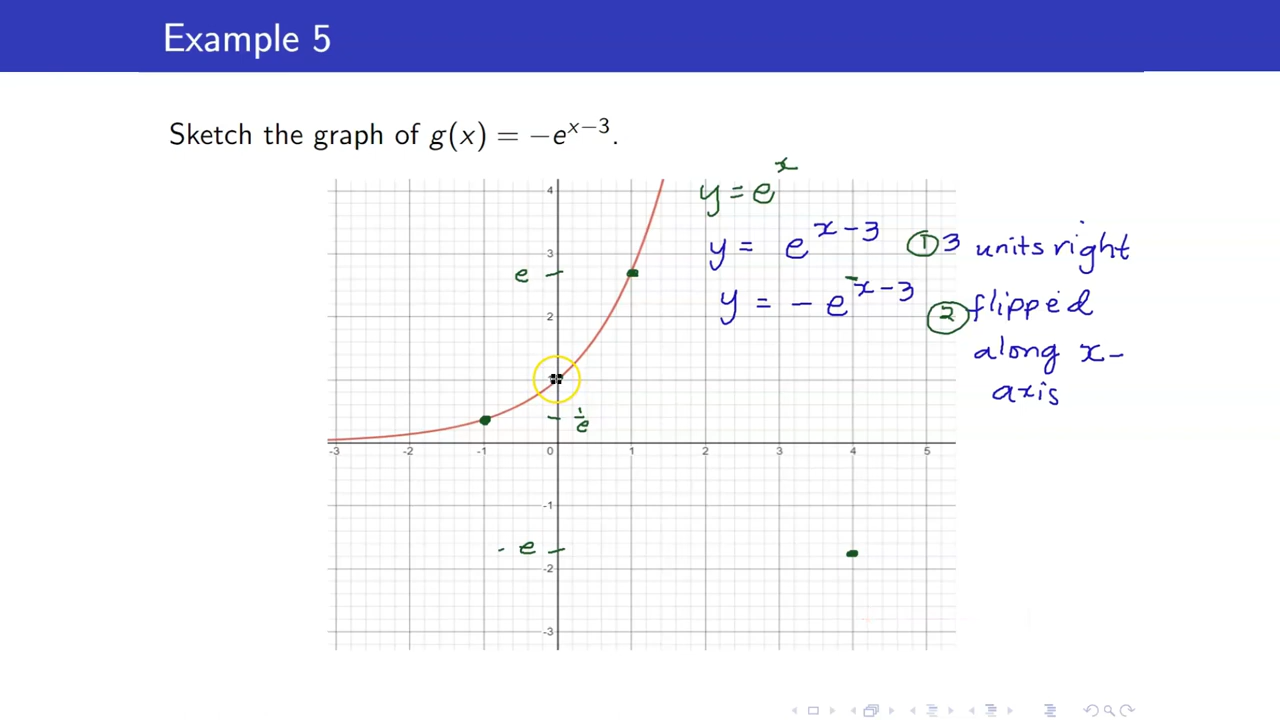 Example 5
Sketch the graph of g(x) = −e^{x−3}.
y = e^x
y = e^{x−3} ① 3 units right
y = −e^{x−3} ② flipped
along x-
axis
4
3
e
2
1/e
-3 -2 -1 0 1 2 3 4 5
-1
-e
-2
-3